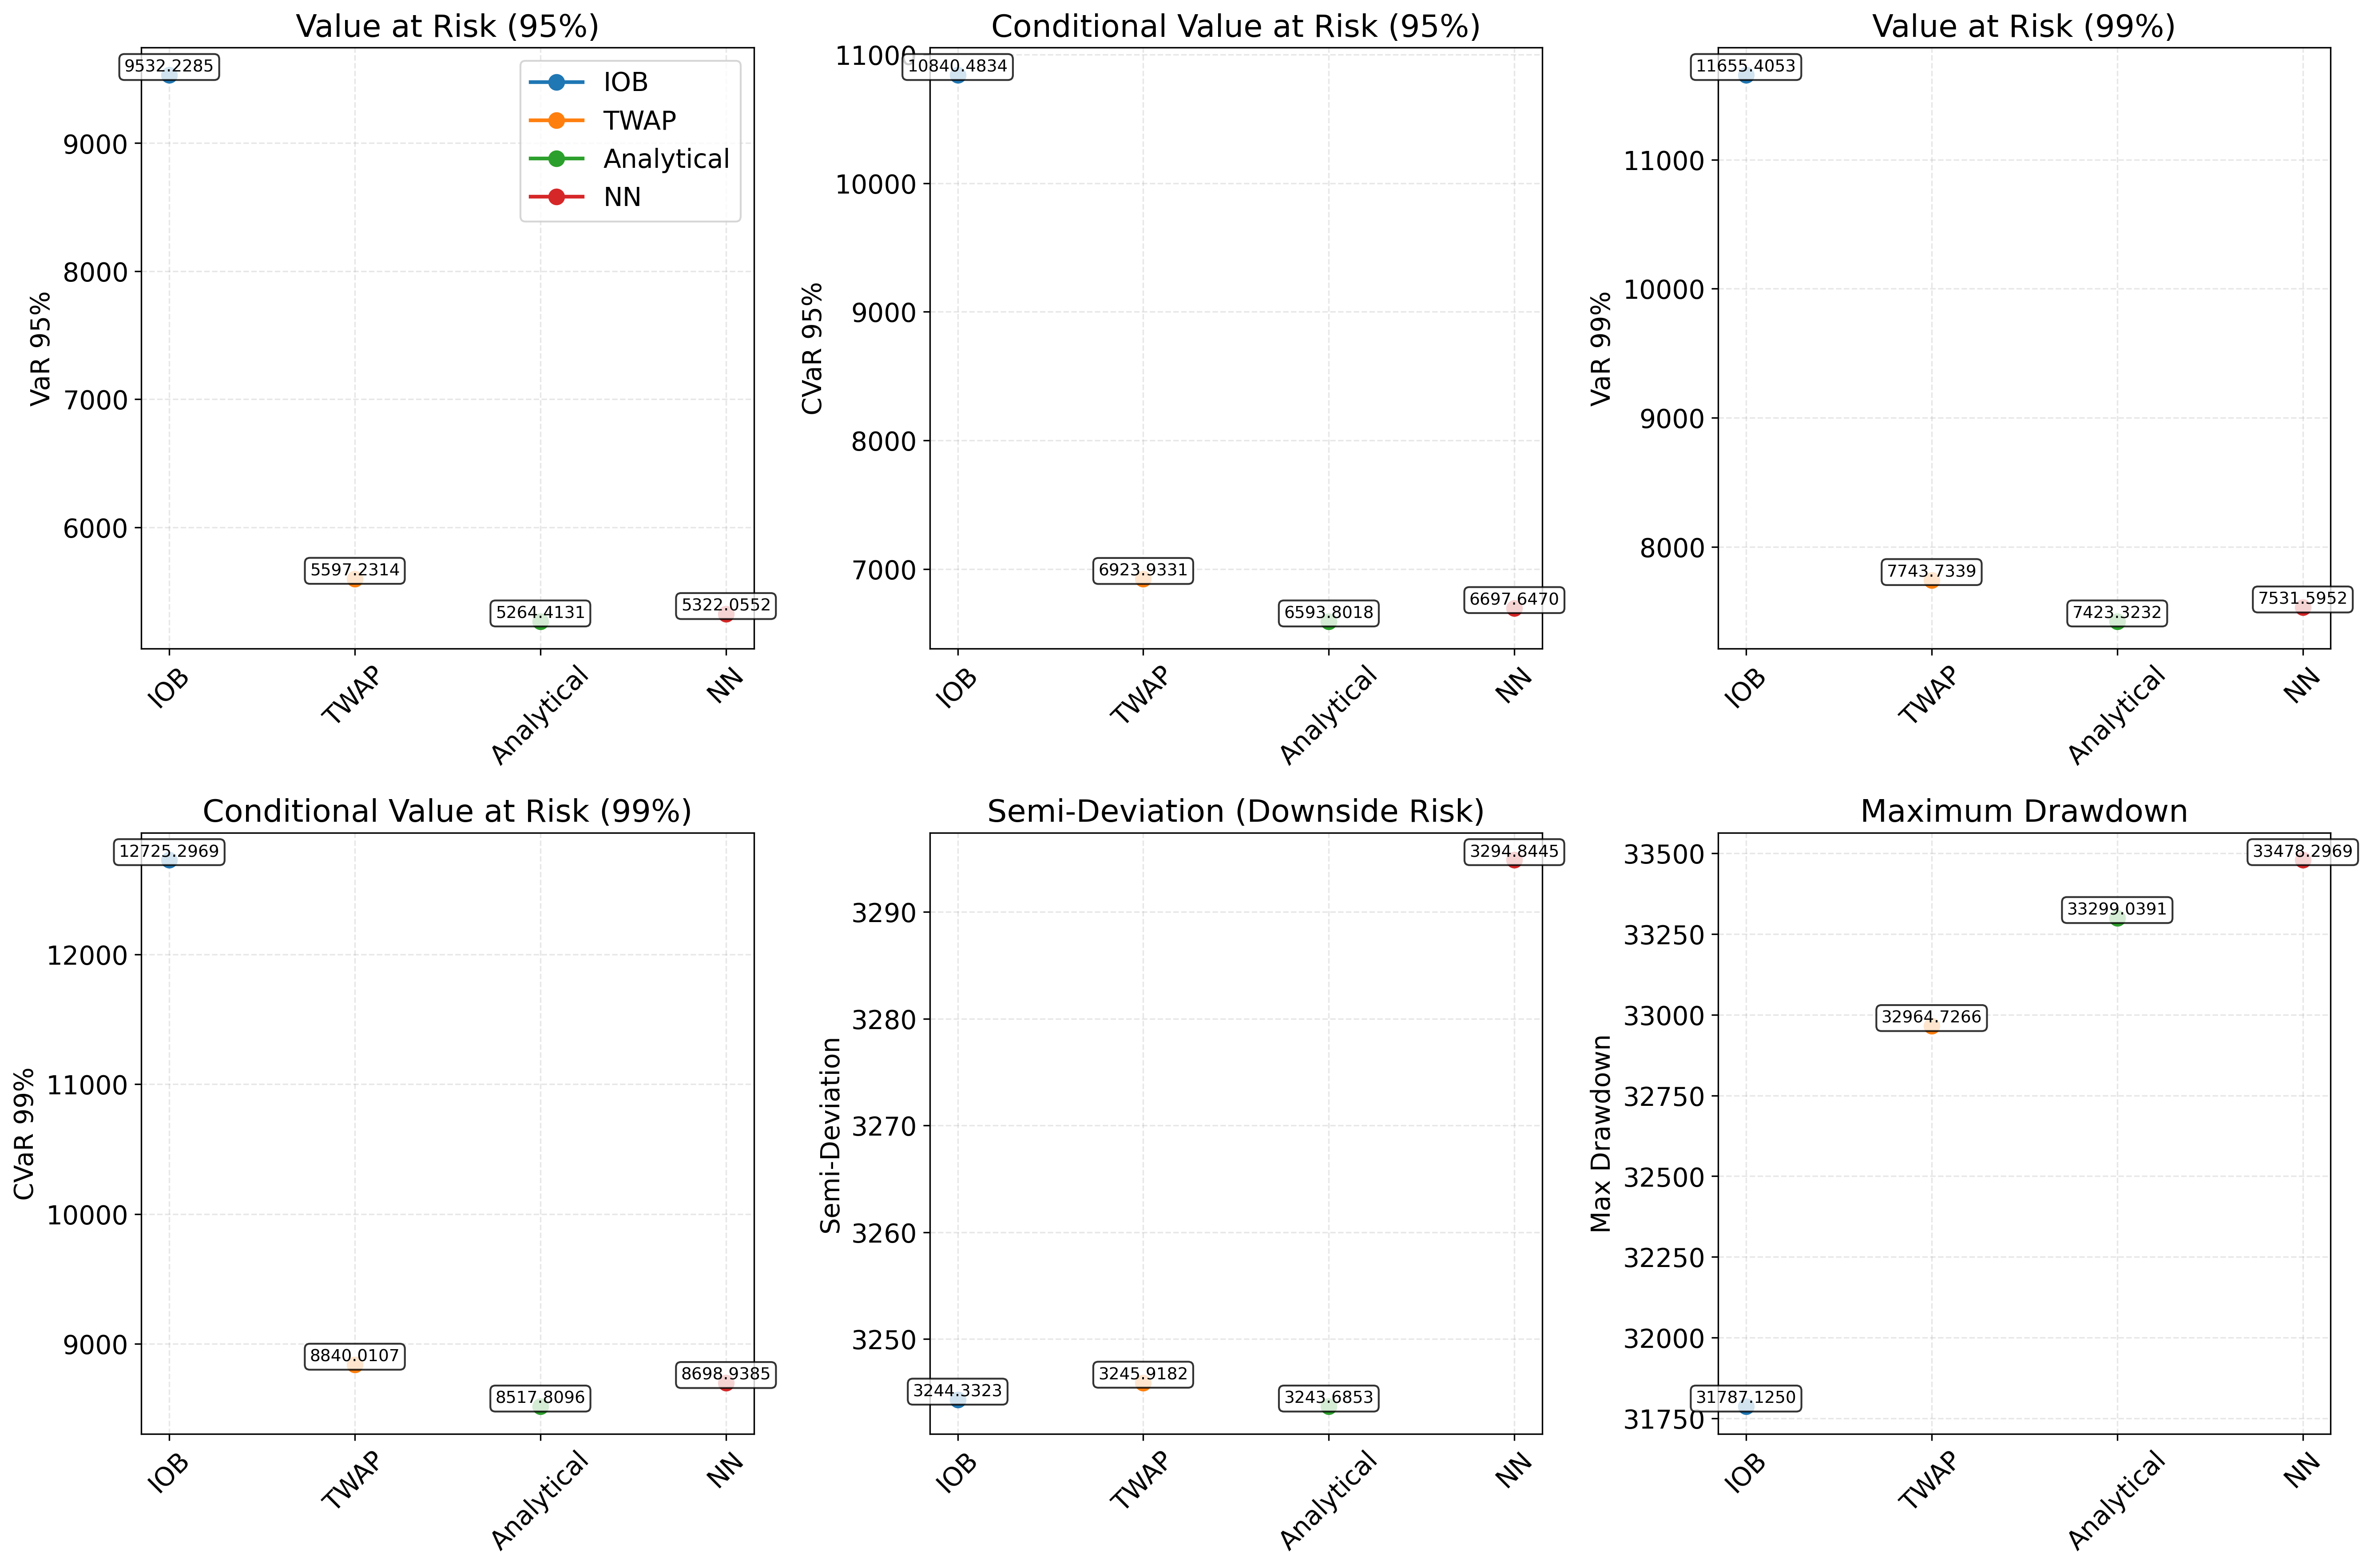 Value at Risk (95%)
VaR 95%
9000
8000
7000
6000
9532.2285
5597.2314
5264.4131
5322.0552
IOB
TWAP
Analytical
NN
IOB
TWAP
Analytical
NN
Conditional Value at Risk (95%)
CVaR 95%
11000
10000
9000
8000
7000
10840.4834
6923.9331
6593.8018
6697.6470
IOB
TWAP
Analytical
NN
Value at Risk (99%)
VaR 99%
11000
10000
9000
8000
11655.4053
7743.7339
7423.3232
7531.5952
IOB
TWAP
Analytical
NN
Conditional Value at Risk (99%)
CVaR 99%
12000
11000
10000
9000
12725.2969
8840.0107
8517.8096
8698.9385
IOB
TWAP
Analytical
NN
Semi-Deviation (Downside Risk)
Semi-Deviation
3290
3280
3270
3260
3250
3244.3323
3245.9182
3243.6853
3294.8445
IOB
TWAP
Analytical
NN
Maximum Drawdown
Max Drawdown
33500
33250
33000
32750
32500
32250
32000
31750
31787.1250
32964.7266
33299.0391
33478.2969
IOB
TWAP
Analytical
NN